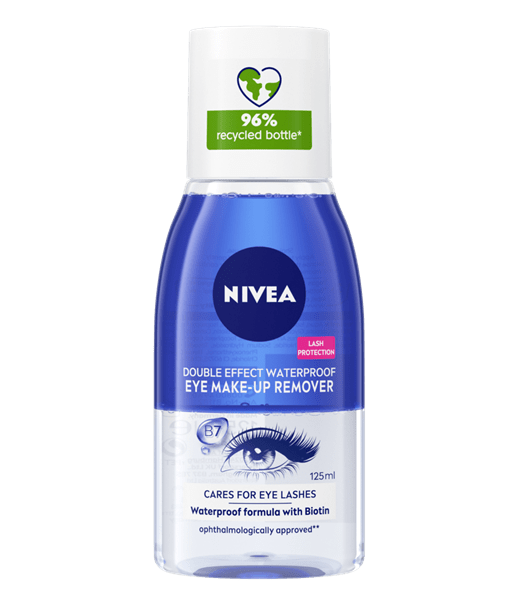 96%
recycled bottle*
NIVEA
LASH
PROTECTION
DOUBLE EFFECT WATERPROOF
EYE MAKE-UP REMOVER
B7
125ml
CARES FOR EYE LASHES
Waterproof formula with Biotin
ophthalmologically approved**